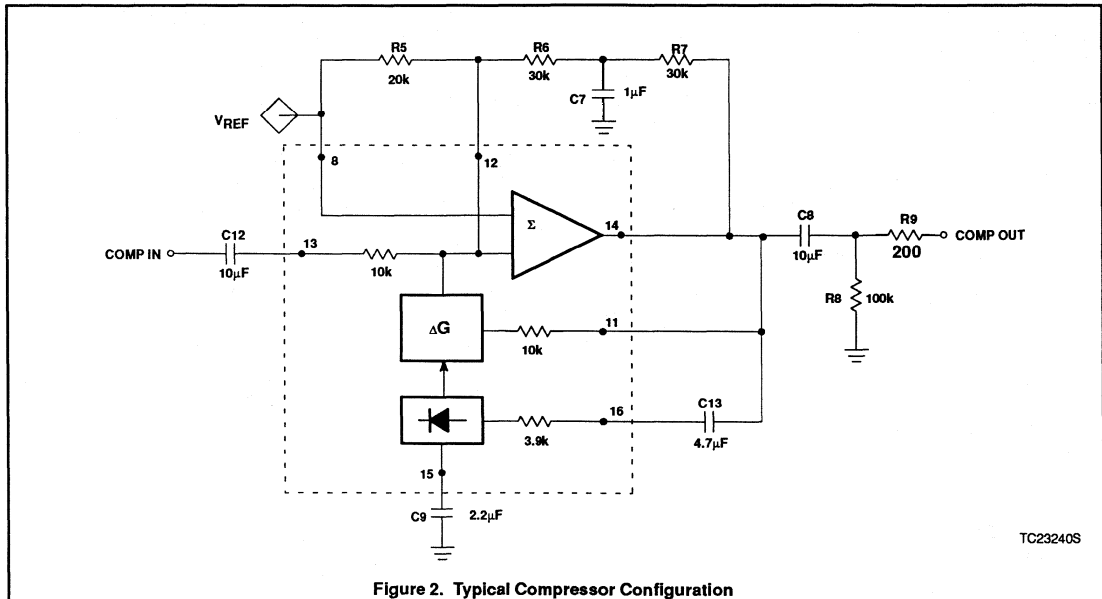 R5
20k
R6
30k
R7
30k
C7
1µF
VREF
8
12
Σ
14
C12
10µF
COMP IN
13
10k
C8
10µF
R9
200
COMP OUT
R8
100k
ΔG
10k
11
3.9k
16
C13
4.7µF
15
C9
2.2µF
TC23240S
Figure 2. Typical Compressor Configuration